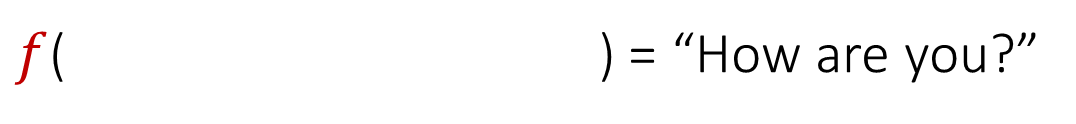 f( ) = “How are you?”